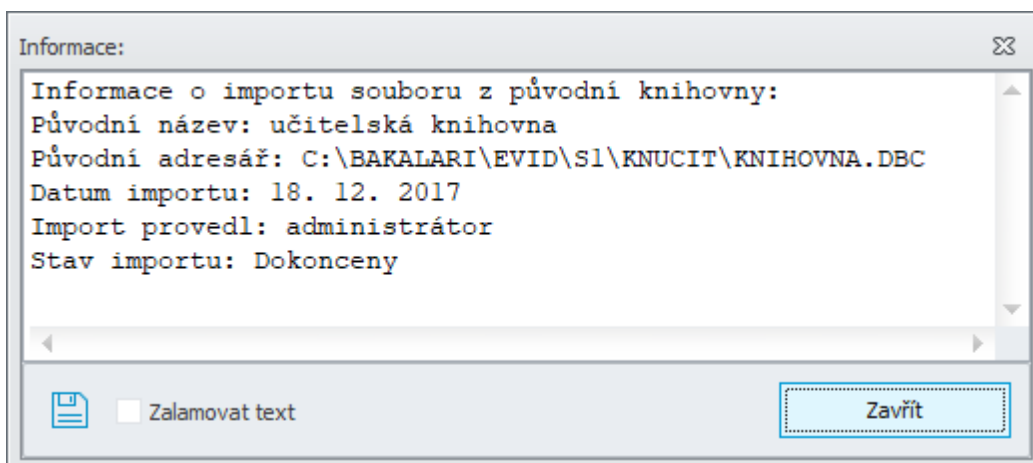 Informace:
Informace o importu souboru z původní knihovny:
Původní název: učitelská knihovna
Původní adresář: C:\BAKALARI\EVID\S1\KNUCIT\KNIHOVNA.DBC
Datum importu: 18. 12. 2017
Import provedl: administrátor
Stav importu: Dokonceny
Zalamovat text
Zavřít